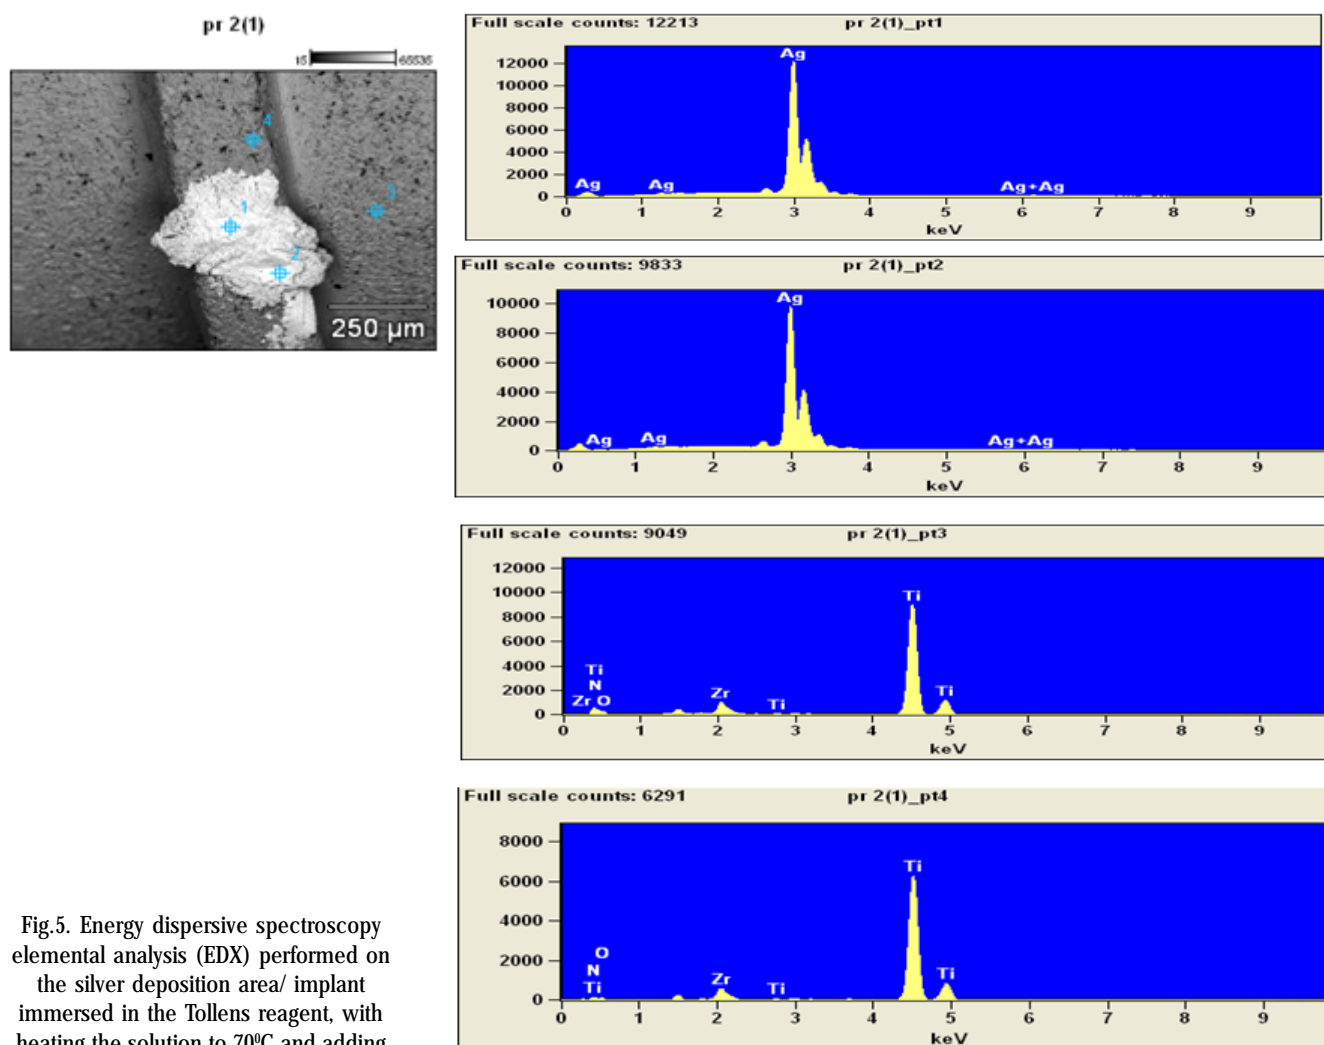 pr 2(1)
15 65535
4
3
1
2
250 µm
Full scale counts: 12213 pr 2(1)_pt1
Ag
12000
10000
8000
6000
4000
2000
0
Ag Ag Ag+Ag
0 1 2 3 4 5 6 7 8 9
keV
Full scale counts: 9833 pr 2(1)_pt2
Ag
10000
8000
6000
4000
2000
0
Ag Ag Ag+Ag
0 1 2 3 4 5 6 7 8 9
keV
Full scale counts: 9049 pr 2(1)_pt3
12000
10000
8000
6000
4000
2000
0
Ti
Ti
N
Zr O
Zr
Ti
Ti
0 1 2 3 4 5 6 7 8 9
keV
Full scale counts: 6291 pr 2(1)_pt4
8000
6000
4000
2000
0
Ti
O
N
Ti
Zr
Ti
Ti
0 1 2 3 4 5 6 7 8 9
keV
Fig.5. Energy dispersive spectroscopy
elemental analysis (EDX) performed on
the silver deposition area/ implant
immersed in the Tollens reagent, with
heating the solution to 70⁰C and adding